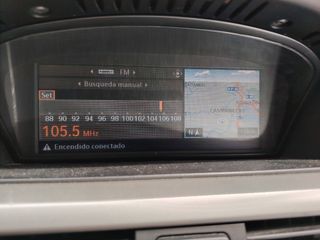 FM
Búsqueda manual
Set
88 90 92 94 96 98 100 102 104 106 108
105.5 MHz
N
Encendido conectado